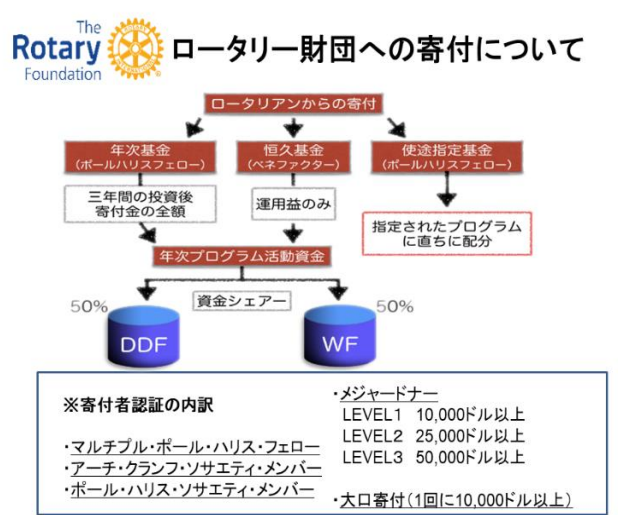 The
Rotary
Foundation
ロータリー財団への寄付について
ロータリアンからの寄付
年次基金
(ポールハリスフェロー)
恒久基金
(ベネファクター)
使途指定基金
(ポールハリスフェロー)
三年間の投資後
寄付金の全額
運用益のみ
指定されたプログラム
に直ちに配分
年次プログラム活動資金
50%
資金シェアー
50%
DDF
WF
※寄付者認証の内訳
・マルチプル・ポール・ハリス・フェロー
・アーチ・クランフ・ソサエティ・メンバー
・ポール・ハリス・ソサエティ・メンバー
・メジャードナー
LEVEL1 10,000ドル以上
LEVEL2 25,000ドル以上
LEVEL3 50,000ドル以上
・大口寄付(1回に10,000ドル以上)